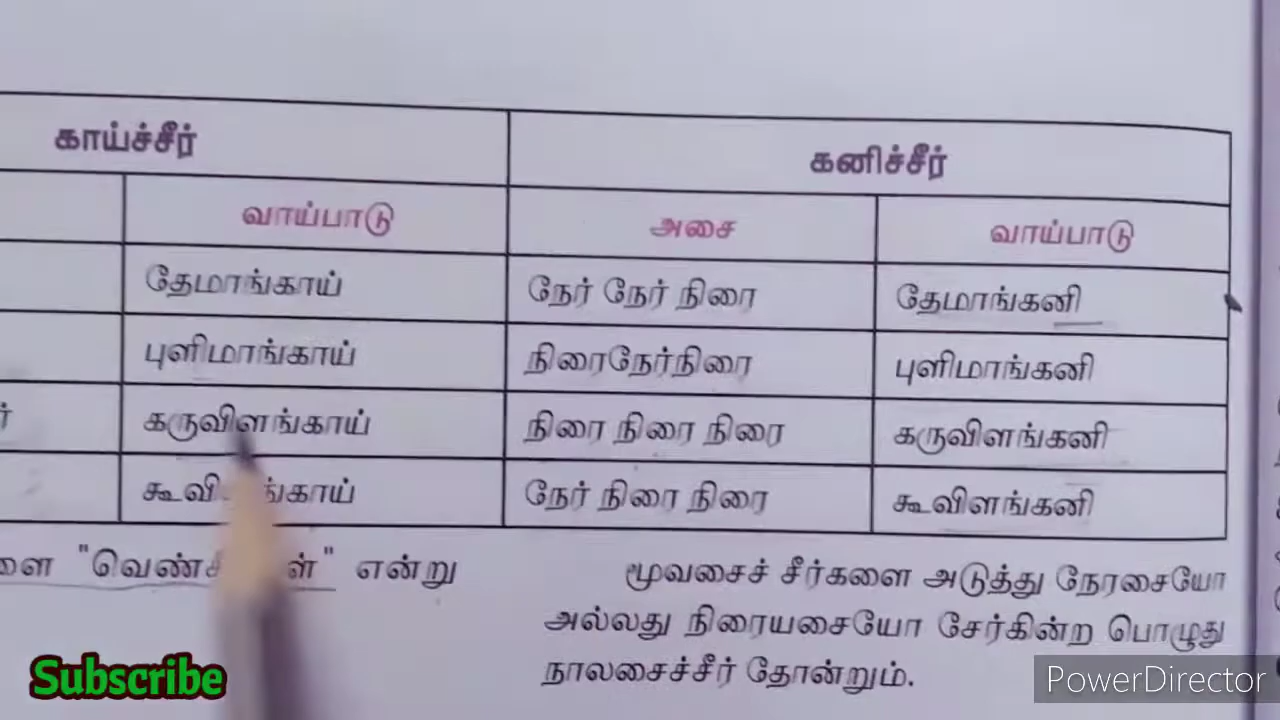 காய்ச்சீர் கனிச்சீர்
வாய்பாடு அசை வாய்பாடு
தேமாங்காய் நேர் நேர் நிரை தேமாங்கனி
புளிமாங்காய் நிரைநேர்நிரை புளிமாங்கனி
கருவிளங்காய் நிரை நிரை நிரை கருவிளங்கனி
நேர் நிரை நிரை கூவிளங்கனி
என்று
மூவசைச் சீர்களை அடுத்து நேரசையோ
அல்லது நிரையசையோ சேர்கின்ற பொழுது
நாலசைச்சீர் தோன்றும்.
Subscribe
PowerDirector